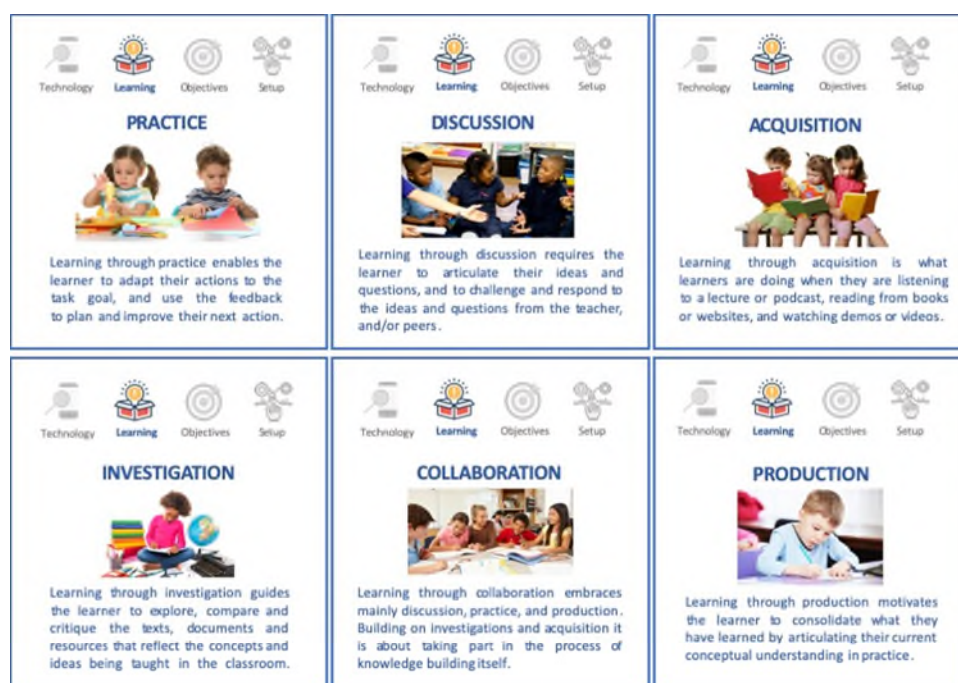 Technology Learning Objectives Setup
PRACTICE
Learning through practice enables the
learner to adapt their actions to the
task goal, and use the feedback
to plan and improve their next action.
Technology Learning Objectives Setup
DISCUSSION
Learning through discussion requires the
learner to articulate their ideas and
questions, and to challenge and respond to
the ideas and questions from the teacher,
and/or peers.
Technology Learning Objectives Setup
ACQUISITION
Learning through acquisition is what
learners are doing when they are listening
to a lecture or podcast, reading from books
or websites, and watching demos or videos.
Technology Learning Objectives Setup
INVESTIGATION
Learning through investigation guides
the learner to explore, compare and
critique the texts, documents and
resources that reflect the concepts and
ideas being taught in the classroom.
Technology Learning Objectives Setup
COLLABORATION
Learning through collaboration embraces
mainly discussion, practice, and production.
Building on investigations and acquisition it
is about taking part in the process of
knowledge building itself.
Technology Learning Objectives Setup
PRODUCTION
Learning through production motivates
the learner to consolidate what they
have learned by articulating their current
conceptual understanding in practice.